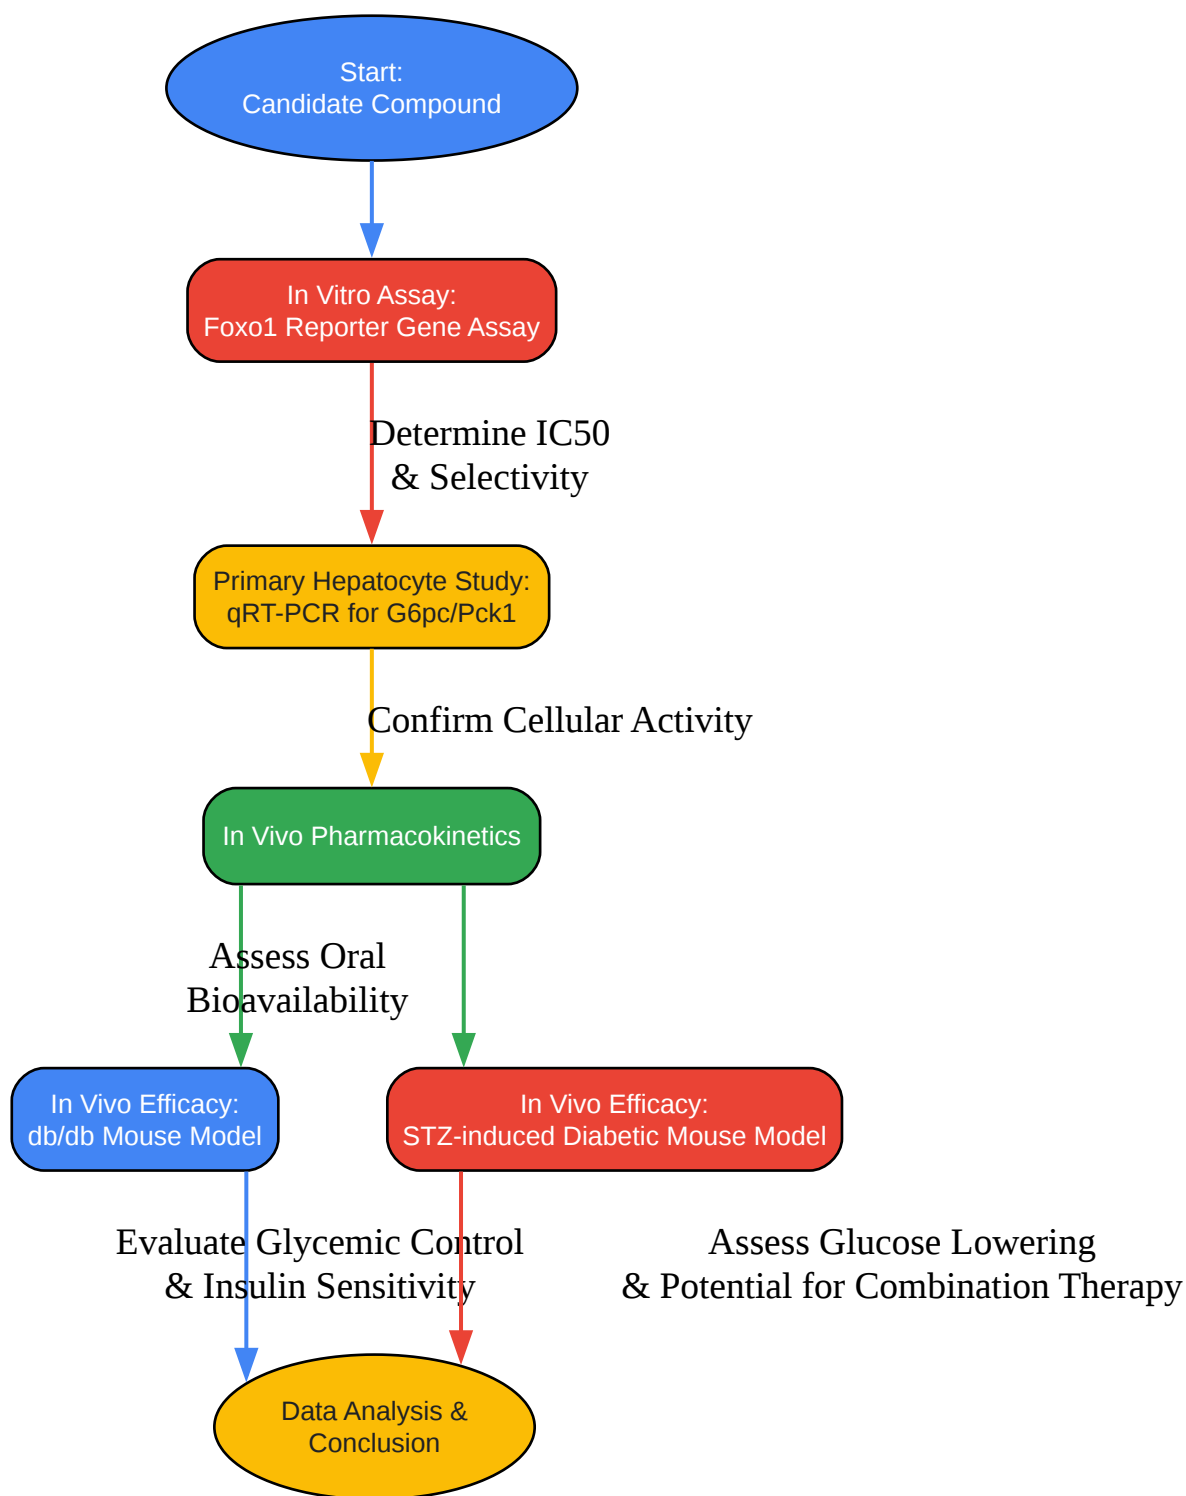 Start:
Candidate Compound
In Vitro Assay:
Foxo1 Reporter Gene Assay
Determine IC50
& Selectivity
Primary Hepatocyte Study:
qRT-PCR for G6pc/Pck1
Confirm Cellular Activity
In Vivo Pharmacokinetics
Assess Oral
Bioavailability
In Vivo Efficacy:
db/db Mouse Model
In Vivo Efficacy:
STZ-induced Diabetic Mouse Model
Evaluate Glycemic Control
& Insulin Sensitivity
Assess Glucose Lowering
& Potential for Combination Therapy
Data Analysis &
Conclusion